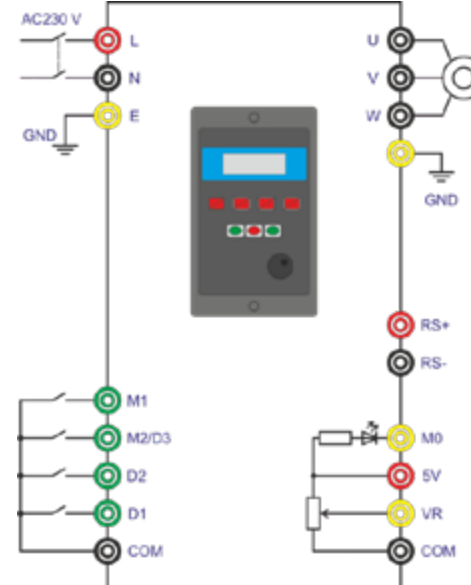 AC230 V
L
N
E
GND
U
V
W
GND
RS+
RS-
M1
M2/D3
D2
D1
COM
M0
5V
VR
COM